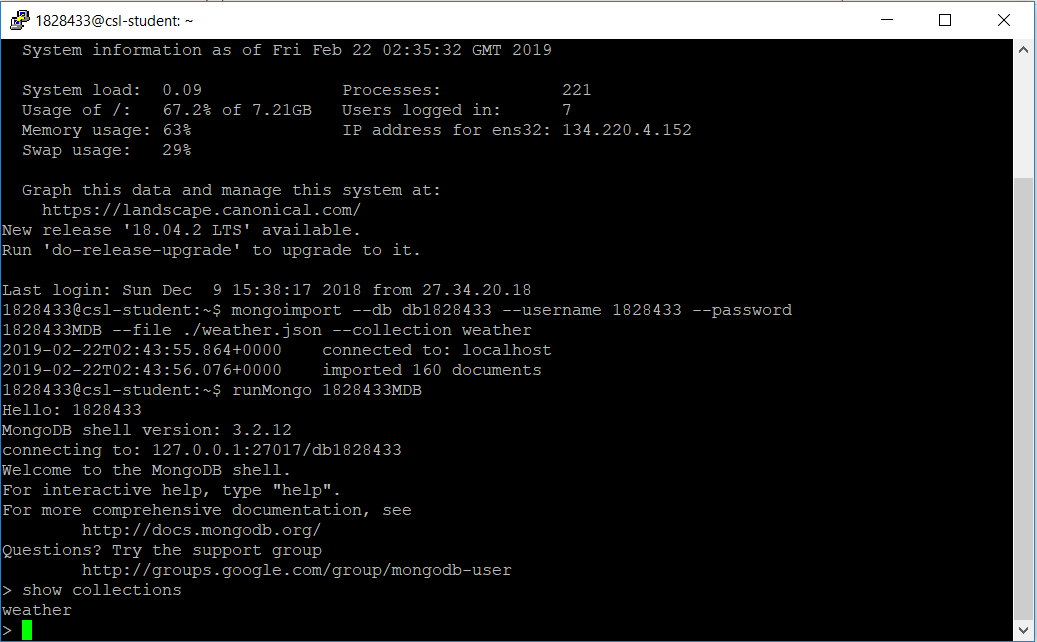 1828433@csl-student: ~
System information as of Fri Feb 22 02:35:32 GMT 2019
System load:  0.09               Processes:            221
Usage of /:   67.2% of 7.21GB   Users logged in:      7
Memory usage: 63%               IP address for ens32: 134.220.4.152
Swap usage:   29%
Graph this data and manage this system at:
https://landscape.canonical.com/
New release '18.04.2 LTS' available.
Run 'do-release-upgrade' to upgrade to it.
Last login: Sun Dec  9 15:38:17 2018 from 27.34.20.18
1828433@csl-student:~$ mongoimport --db db1828433 --username 1828433 --password
1828433MDB --file ./weather.json --collection weather
2019-02-22T02:43:55.864+0000    connected to: localhost
2019-02-22T02:43:56.076+0000    imported 160 documents
1828433@csl-student:~$ runMongo 1828433MDB
Hello: 1828433
MongoDB shell version: 3.2.12
connecting to: 127.0.0.1:27017/db1828433
Welcome to the MongoDB shell.
For interactive help, type "help".
For more comprehensive documentation, see
http://docs.mongodb.org/
Questions? Try the support group
http://groups.google.com/group/mongodb-user
> show collections
weather
>